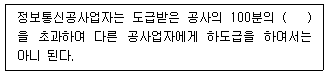 정보통신공사업자는 도급받은 공사의 100분의 (　)
을 초과하여 다른 공사업자에게 하도급을 하여서는
아니 된다.